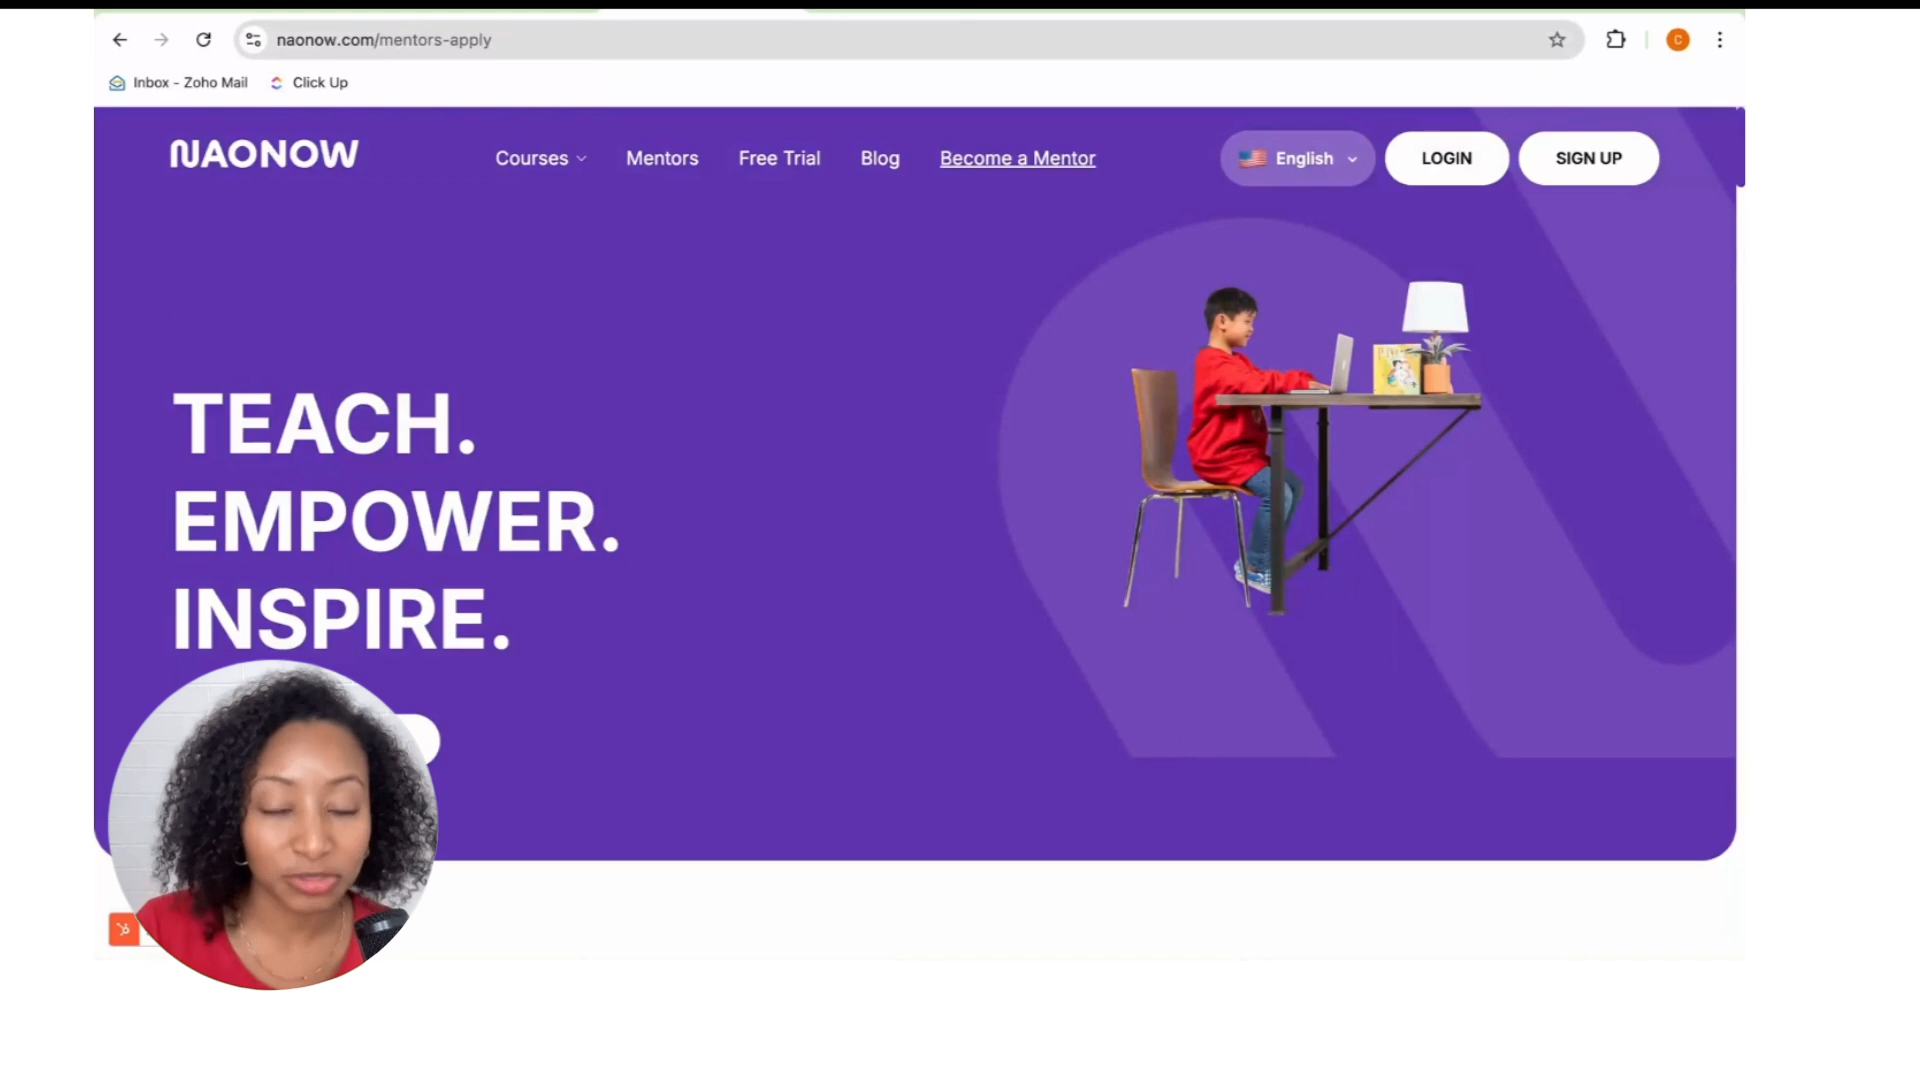 naonow.com/mentors-apply
C
Inbox - Zoho Mail Click Up
NAONOW Courses Mentors Free Trial Blog Become a Mentor English LOGIN SIGN UP
TEACH.
EMPOWER.
INSPIRE.